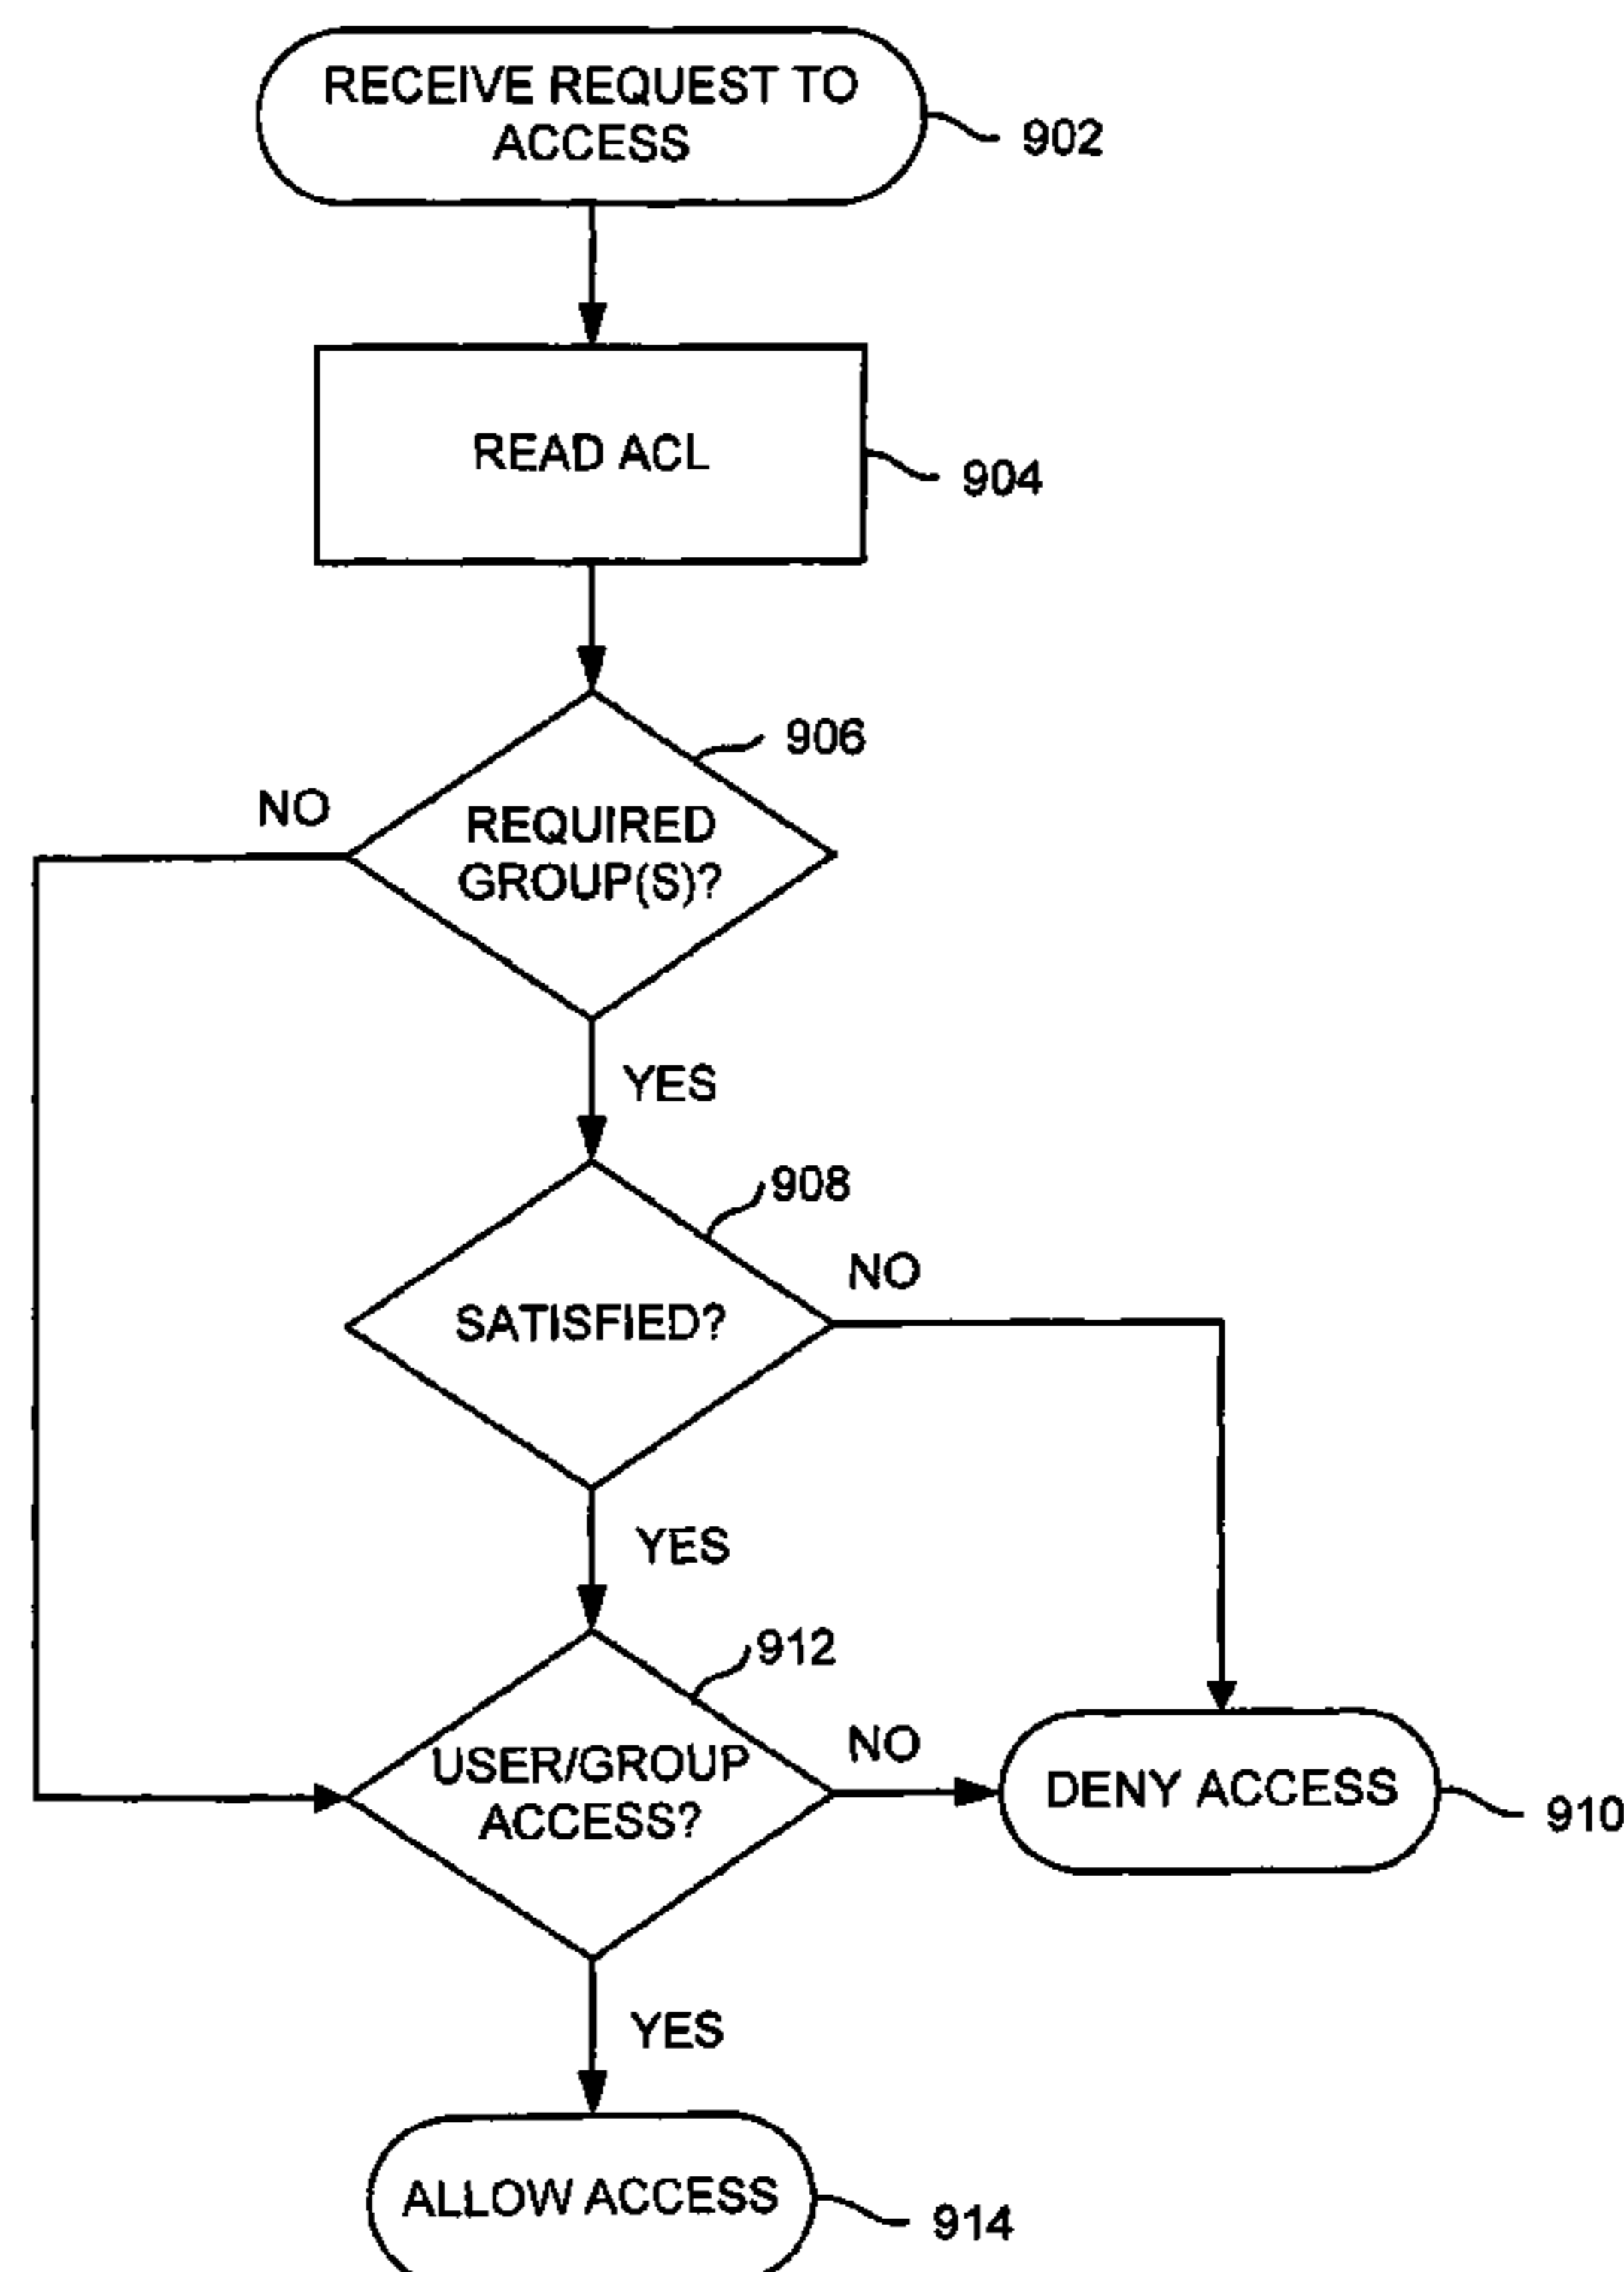 RECEIVE REQUEST TO
ACCESS
902
READ ACL
904
906
NO
REQUIRED
GROUP(S)?
YES
908
NO
SATISFIED?
YES
912
NO
USER/GROUP
ACCESS?
DENY ACCESS
910
YES
ALLOW ACCESS
914